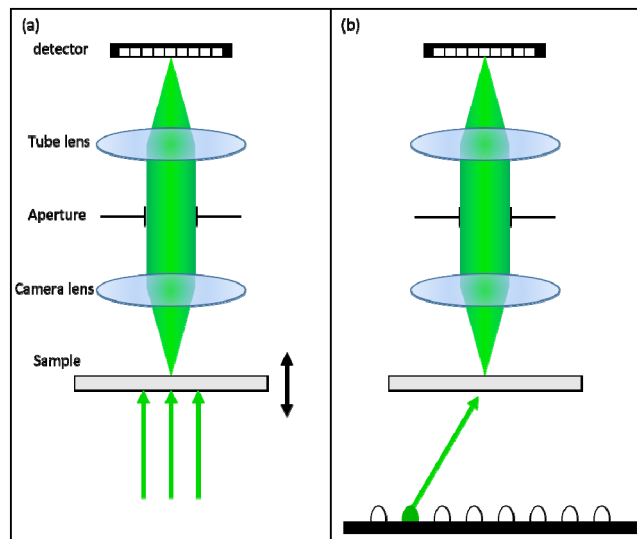 (a)
(b)
detector
Tube lens
Aperture
Camera lens
Sample